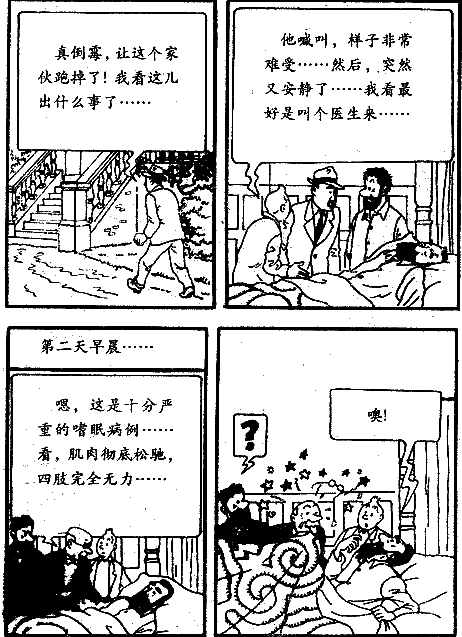 真倒霉，让这个家
伙跑掉了！我看这儿
出什么事了……
他喊叫，样子非常
难受……然后，突然
又安静了……我看最
好是叫个医生来……
第二天早晨……
嗯，这是十分严
重的嗜眠病例……
看，肌肉彻底松驰，
四肢完全无力……
?
噢!